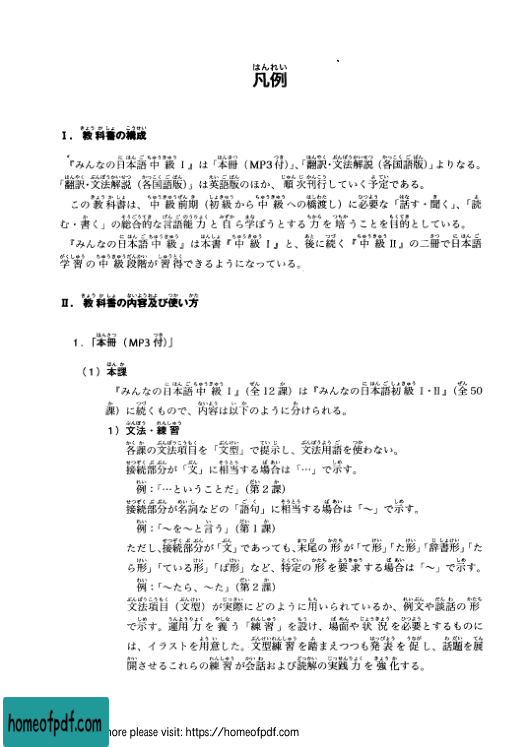 凡例
Ⅰ．教科書の構成
『みんなの日本語中級Ⅰ』は「本冊（MP3付）」、「翻訳・文法解説（各国語版）」よりなる。
「翻訳・文法解説（各国語版）」は英語版のほか、順次刊行していく予定である。
この教科書は、中級前期（初級から中級への橋渡し）に必要な「話す・聞く」、「読
む・書く」の総合的な言語能力と自ら学ぼうとする力を培うことを目的としている。
『みんなの日本語中級』は本書『中級Ⅰ』と、後に続く『中級Ⅱ』の二冊で日本語
学習の中級段階が習得できるようになっている。
Ⅱ．教科書の内容及び使い方
1．「本冊（MP3付）」
（1）本課
『みんなの日本語中級Ⅰ』（全12課）は『みんなの日本語初級Ⅰ・Ⅱ』（全50
課）に続くもので、内容は以下のように分けられる。
1）文法・練習
各課の文法項目を「文型」で提示し、文法用語を使わない。
接続部分が「文」に相当する場合は「…」で示す。
例：「…ということだ」（第2課）
接続部分が名詞などの「語句」に相当する場合は「～」で示す。
例：「～を～と言う」（第1課）
ただし、接続部分が「文」であっても、末尾の形が「て形」「た形」「辞書形」「た
ら形」「ている形」「ば形」など、特定の形を要求する場合は「～」で示す。
例：「～たら、～た」（第2課）
文法項目（文型）が実際にどのように用いられているか、例文や談話の形
で示す。運用力を養う「練習」を設け、場面や状況を必要とするものに
は、イラストを用意した。文型練習を踏まえつつも発表を促し、話題を展
開させるこれらの練習が会話および読解の実践力を強化する。
homeofpdf.com
more please visit: https://homeofpdf.com